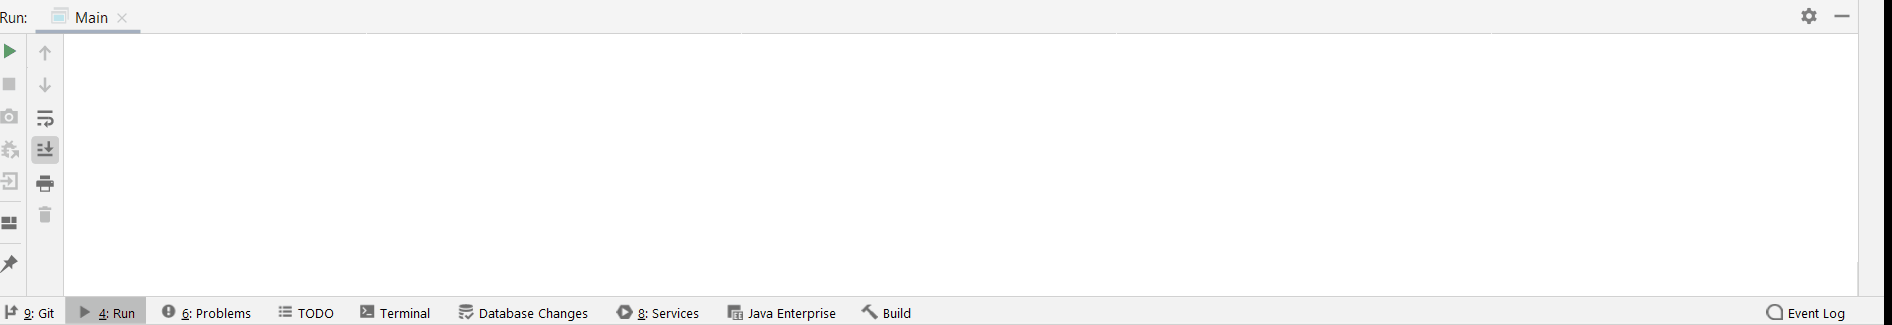 Run: Main
9: Git 4: Run 6: Problems TODO Terminal Database Changes 8: Services Java Enterprise Build Event Log